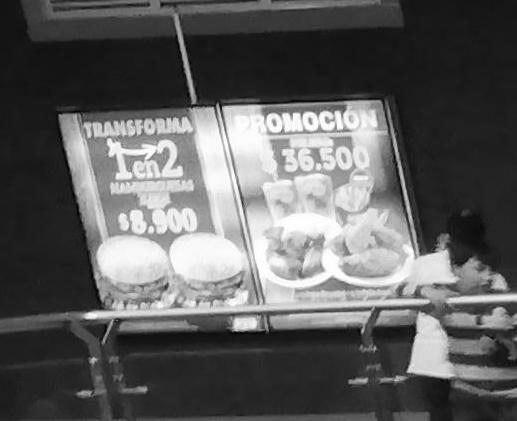 TRANSFORMA
1 en 2
HAMBURGUESAS
$8.900
PROMOCIÓN
$ 36.500